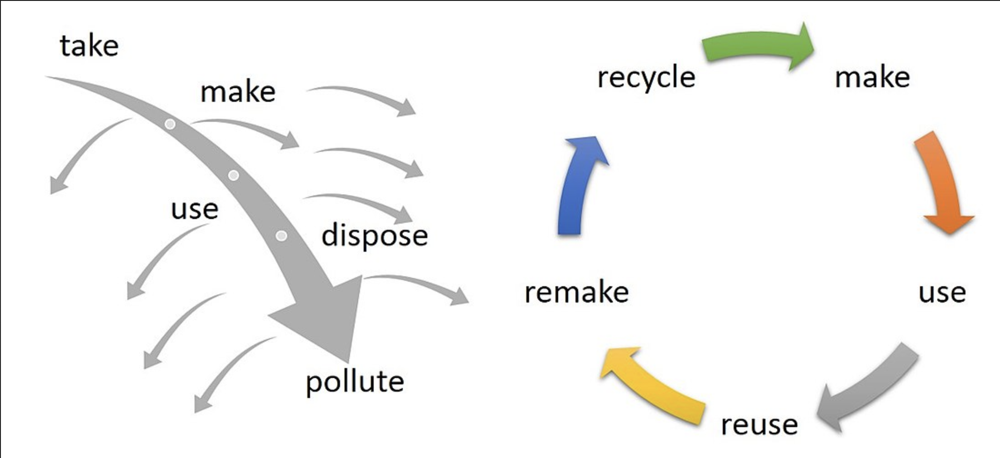 take
make
use
dispose
pollute
recycle
make
use
reuse
remake